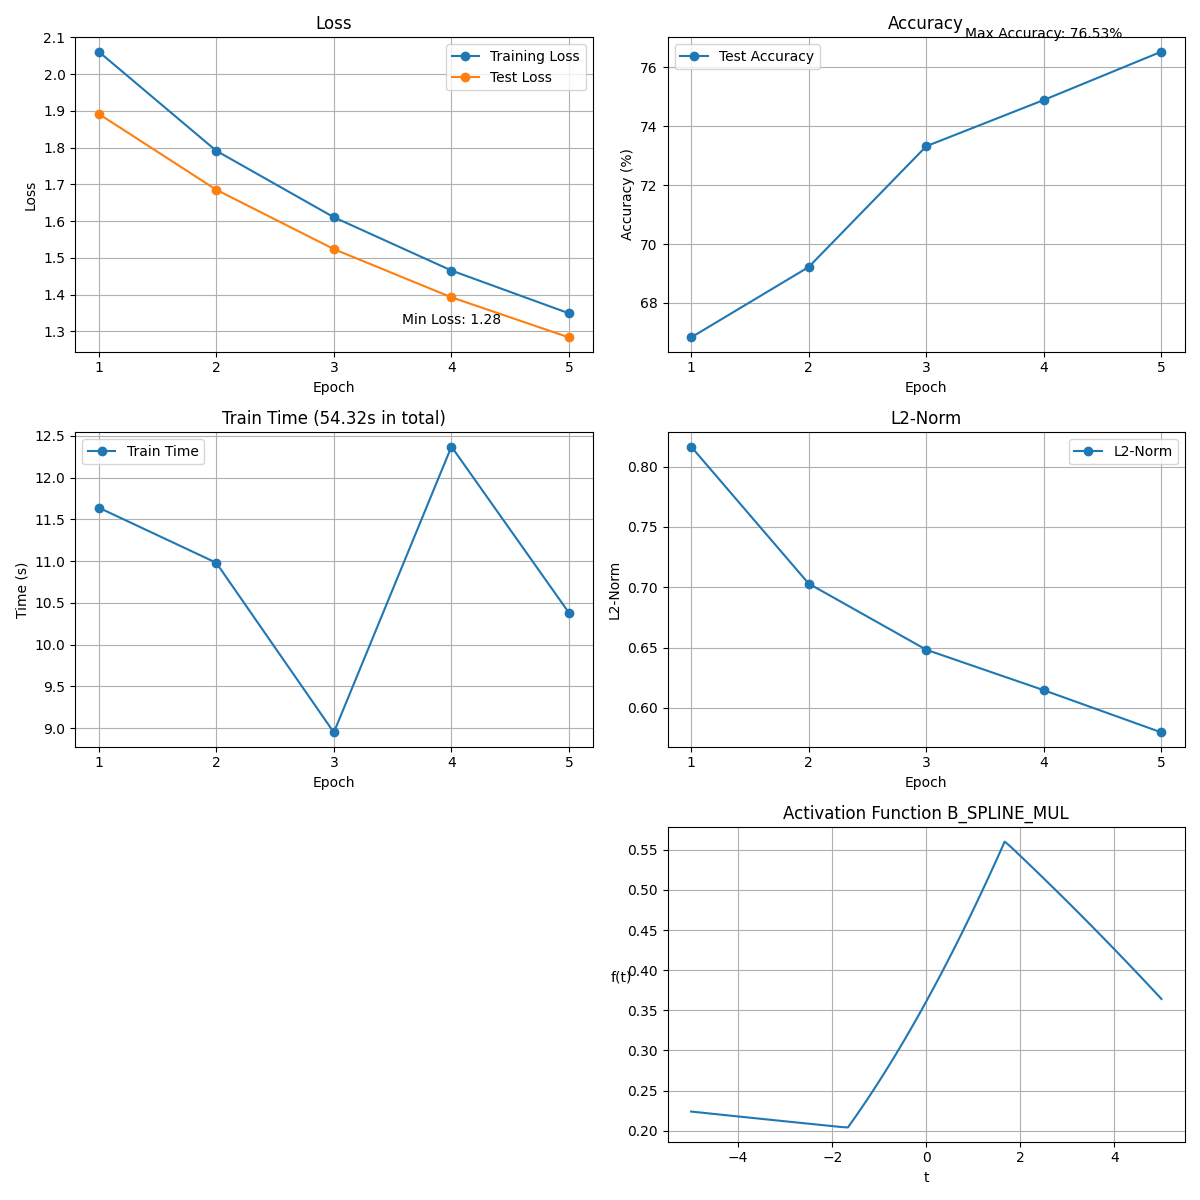 Loss
2.1
2.0
1.9
1.8
1.7
1.6
1.5
1.4
1.3
Loss
Training Loss
Test Loss
Min Loss: 1.28
1 2 3 4 5
Epoch
Accuracy
Max Accuracy: 76.53%
76
74
72
70
68
Accuracy (%)
Test Accuracy
1 2 3 4 5
Epoch
Train Time (54.32s in total)
12.5
12.0
11.5
11.0
10.5
10.0
9.5
9.0
Time (s)
Train Time
1 2 3 4 5
Epoch
L2-Norm
0.80
0.75
0.70
0.65
0.60
L2-Norm
L2-Norm
1 2 3 4 5
Epoch
Activation Function B_SPLINE_MUL
0.55
0.50
0.45
0.40
0.35
0.30
0.25
0.20
f(t)
−4 −2 0 2 4
t